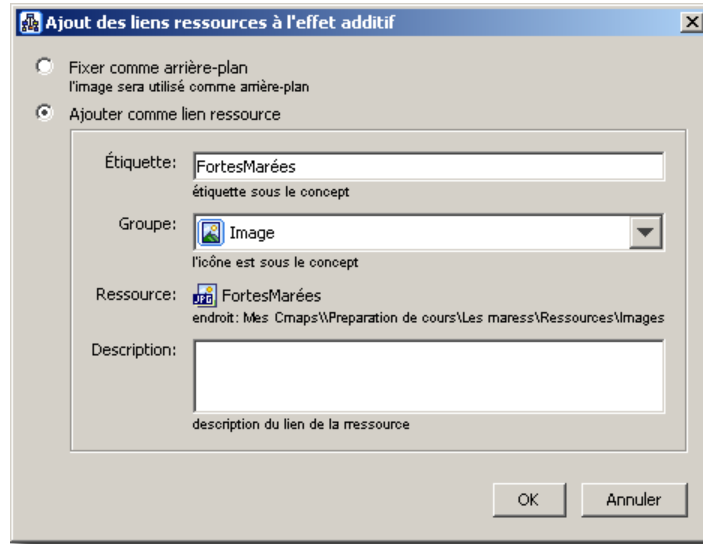 Ajout des liens ressources à l'effet additif
Fixer comme arrière-plan
l'image sera utilisé comme arrière-plan
Ajouter comme lien ressource
Étiquette: FortesMarées
étiquette sous le concept
Groupe: Image
l'icône est sous le concept
Ressource: JPG FortesMarées
endroit: Mes Cmaps\\Preparation de cours\Les maress\Ressources\Images
Description:
description du lien de la rressource
OK Annuler